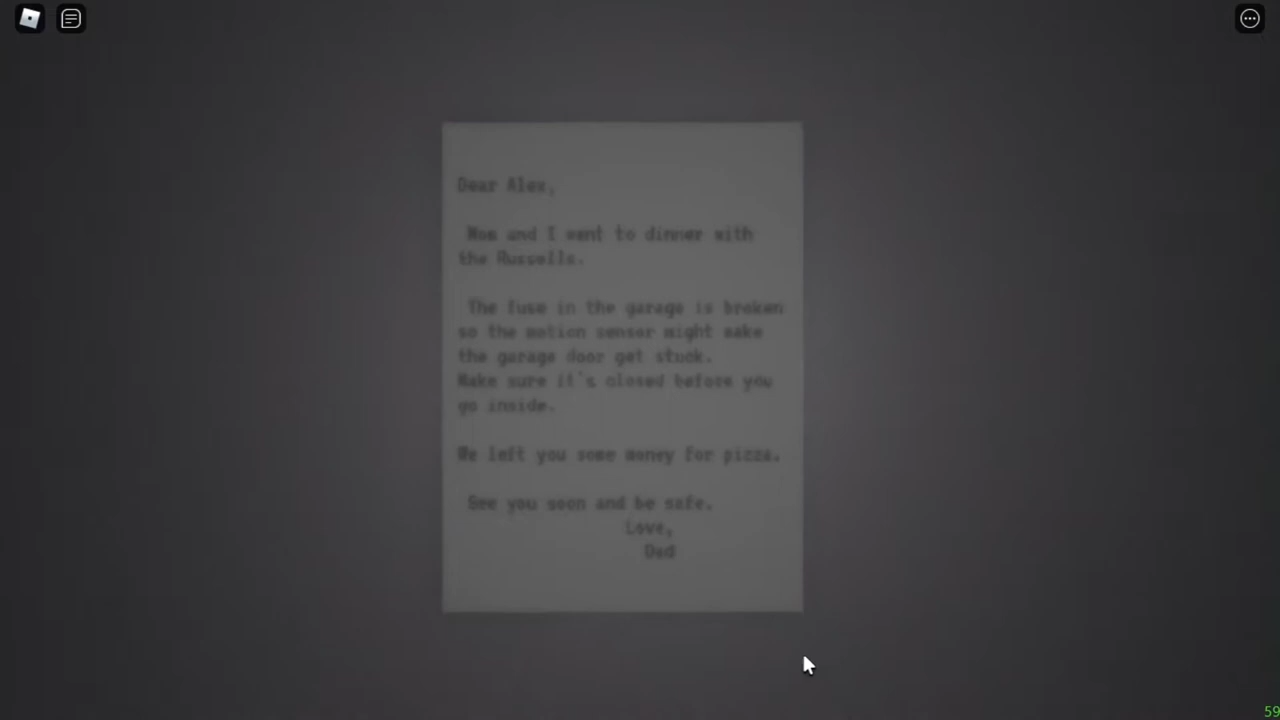 Dear Alex,
Mom and I went to dinner with
the Russells.
The fuse in the garage is broken
so the motion sensor might make
the garage door get stuck.
Make sure it's closed before you
go inside.
We left you some money for pizza.
See you soon and be safe.
Love,
Dad
59